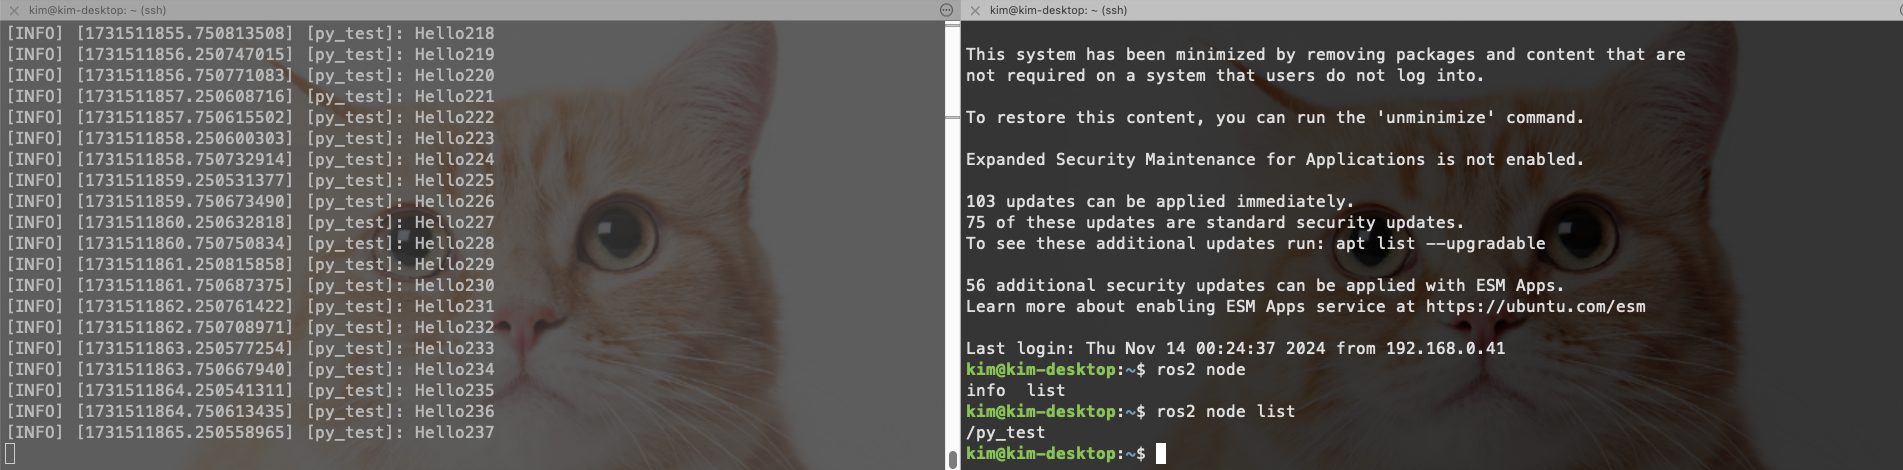 kim@kim-desktop: ~ (ssh)
[INFO] [1731511855.750813508] [py_test]: Hello218
[INFO] [1731511856.250747015] [py_test]: Hello219
[INFO] [1731511856.750771083] [py_test]: Hello220
[INFO] [1731511857.250608716] [py_test]: Hello221
[INFO] [1731511857.750615502] [py_test]: Hello222
[INFO] [1731511858.250600303] [py_test]: Hello223
[INFO] [1731511858.750732914] [py_test]: Hello224
[INFO] [1731511859.250531377] [py_test]: Hello225
[INFO] [1731511859.750673490] [py_test]: Hello226
[INFO] [1731511860.250632818] [py_test]: Hello227
[INFO] [1731511860.750750834] [py_test]: Hello228
[INFO] [1731511861.250815858] [py_test]: Hello229
[INFO] [1731511861.750687375] [py_test]: Hello230
[INFO] [1731511862.250761422] [py_test]: Hello231
[INFO] [1731511862.750708971] [py_test]: Hello232
[INFO] [1731511863.250577254] [py_test]: Hello233
[INFO] [1731511863.750667940] [py_test]: Hello234
[INFO] [1731511864.250541311] [py_test]: Hello235
[INFO] [1731511864.750613435] [py_test]: Hello236
[INFO] [1731511865.250558965] [py_test]: Hello237
kim@kim-desktop: ~ (ssh)
This system has been minimized by removing packages and content that are
not required on a system that users do not log into.
To restore this content, you can run the 'unminimize' command.
Expanded Security Maintenance for Applications is not enabled.
103 updates can be applied immediately.
75 of these updates are standard security updates.
To see these additional updates run: apt list --upgradable
56 additional security updates can be applied with ESM Apps.
Learn more about enabling ESM Apps service at https://ubuntu.com/esm
Last login: Thu Nov 14 00:24:37 2024 from 192.168.0.41
kim@kim-desktop:~$ ros2 node
info  list
kim@kim-desktop:~$ ros2 node list
/py_test
kim@kim-desktop:~$